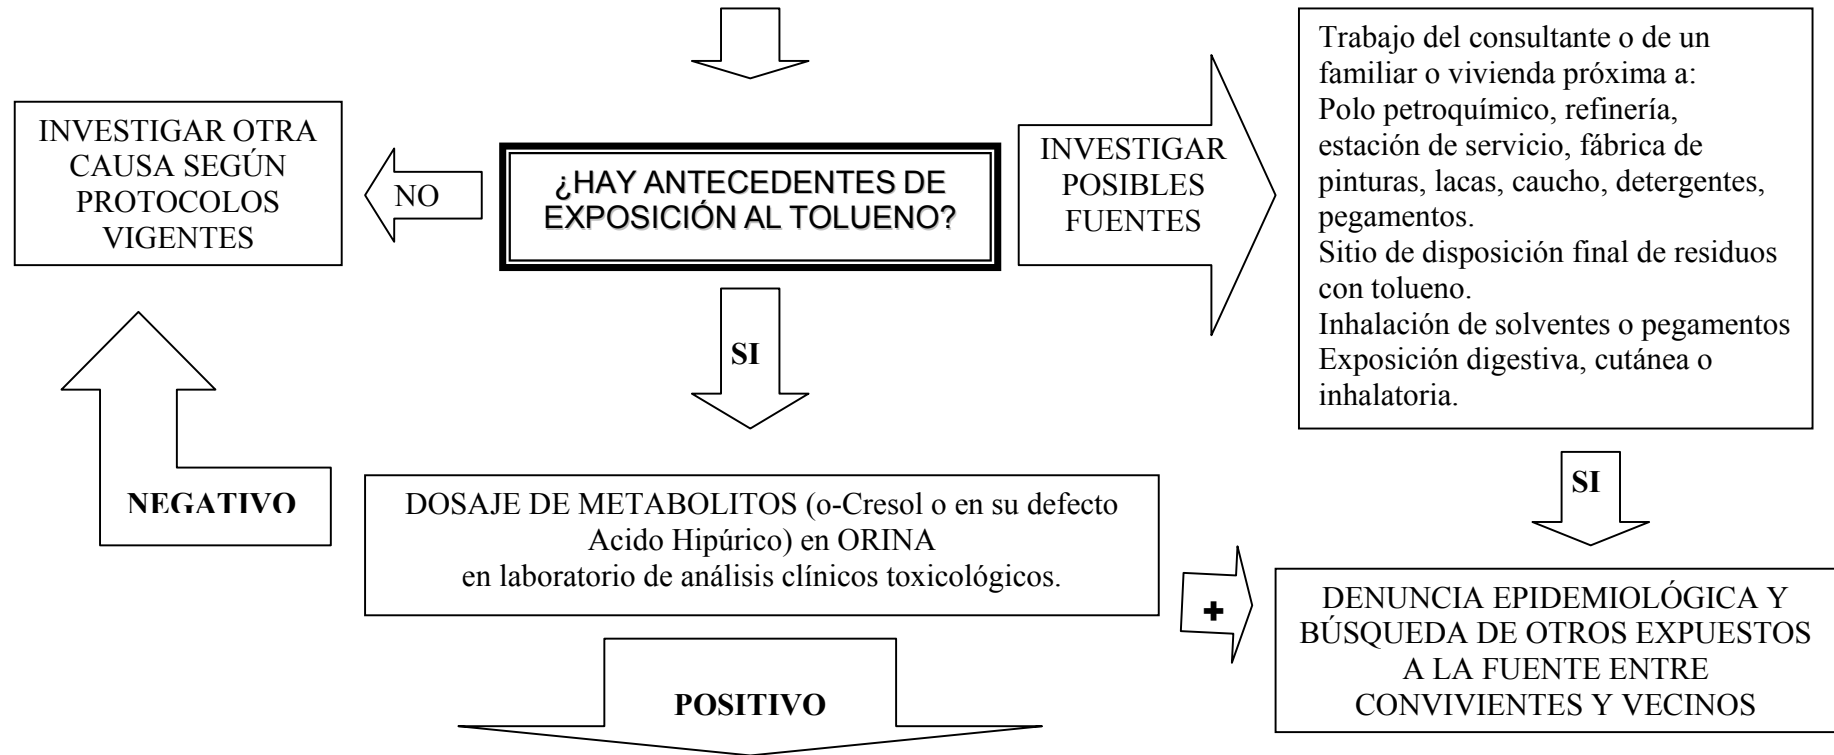 INVESTIGAR OTRA
CAUSA SEGÚN
PROTOCOLOS
VIGENTES
NO
¿HAY ANTECEDENTES DE
EXPOSICIÓN AL TOLUENO?
INVESTIGAR
POSIBLES
FUENTES
Trabajo del consultante o de un
familiar o vivienda próxima a:
Polo petroquímico, refinería,
estación de servicio, fábrica de
pinturas, lacas, caucho, detergentes,
pegamentos.
Sitio de disposición final de residuos
con tolueno.
Inhalación de solventes o pegamentos
Exposición digestiva, cutánea o
inhalatoria.
SI
SI
NEGATIVO
DOSAJE DE METABOLITOS (o-Cresol o en su defecto
Acido Hipúrico) en ORINA
en laboratorio de análisis clínicos toxicológicos.
+
DENUNCIA EPIDEMIOLÓGICA Y
BÚSQUEDA DE OTROS EXPUESTOS
A LA FUENTE ENTRE
CONVIVIENTES Y VECINOS
POSITIVO